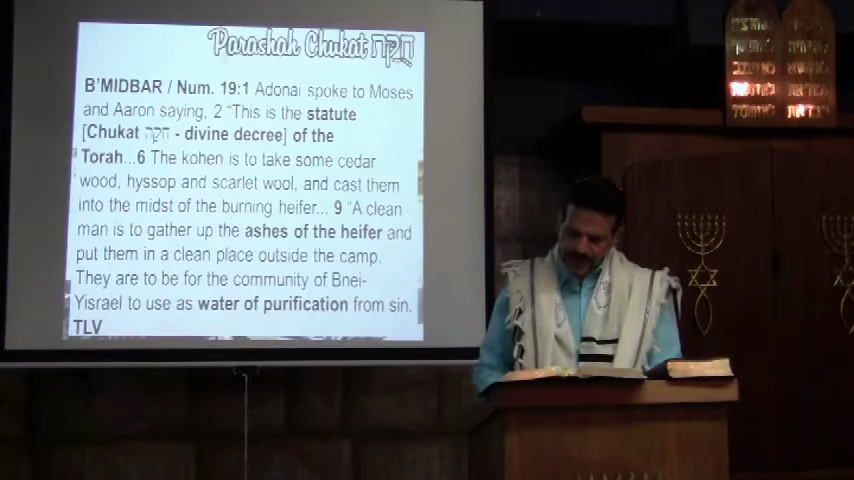 Parashah Chukat חֻקַּת
B'MIDBAR / Num. 19:1 Adonai spoke to Moses
and Aaron saying, 2 “This is the statute
[Chukat חֻקַּת - divine decree] of the
Torah...6 The kohen is to take some cedar
wood, hyssop and scarlet wool, and cast them
into the midst of the burning heifer... 9 “A clean
man is to gather up the ashes of the heifer and
put them in a clean place outside the camp.
They are to be for the community of Bnei-
Yisrael to use as water of purification from sin.
TLV